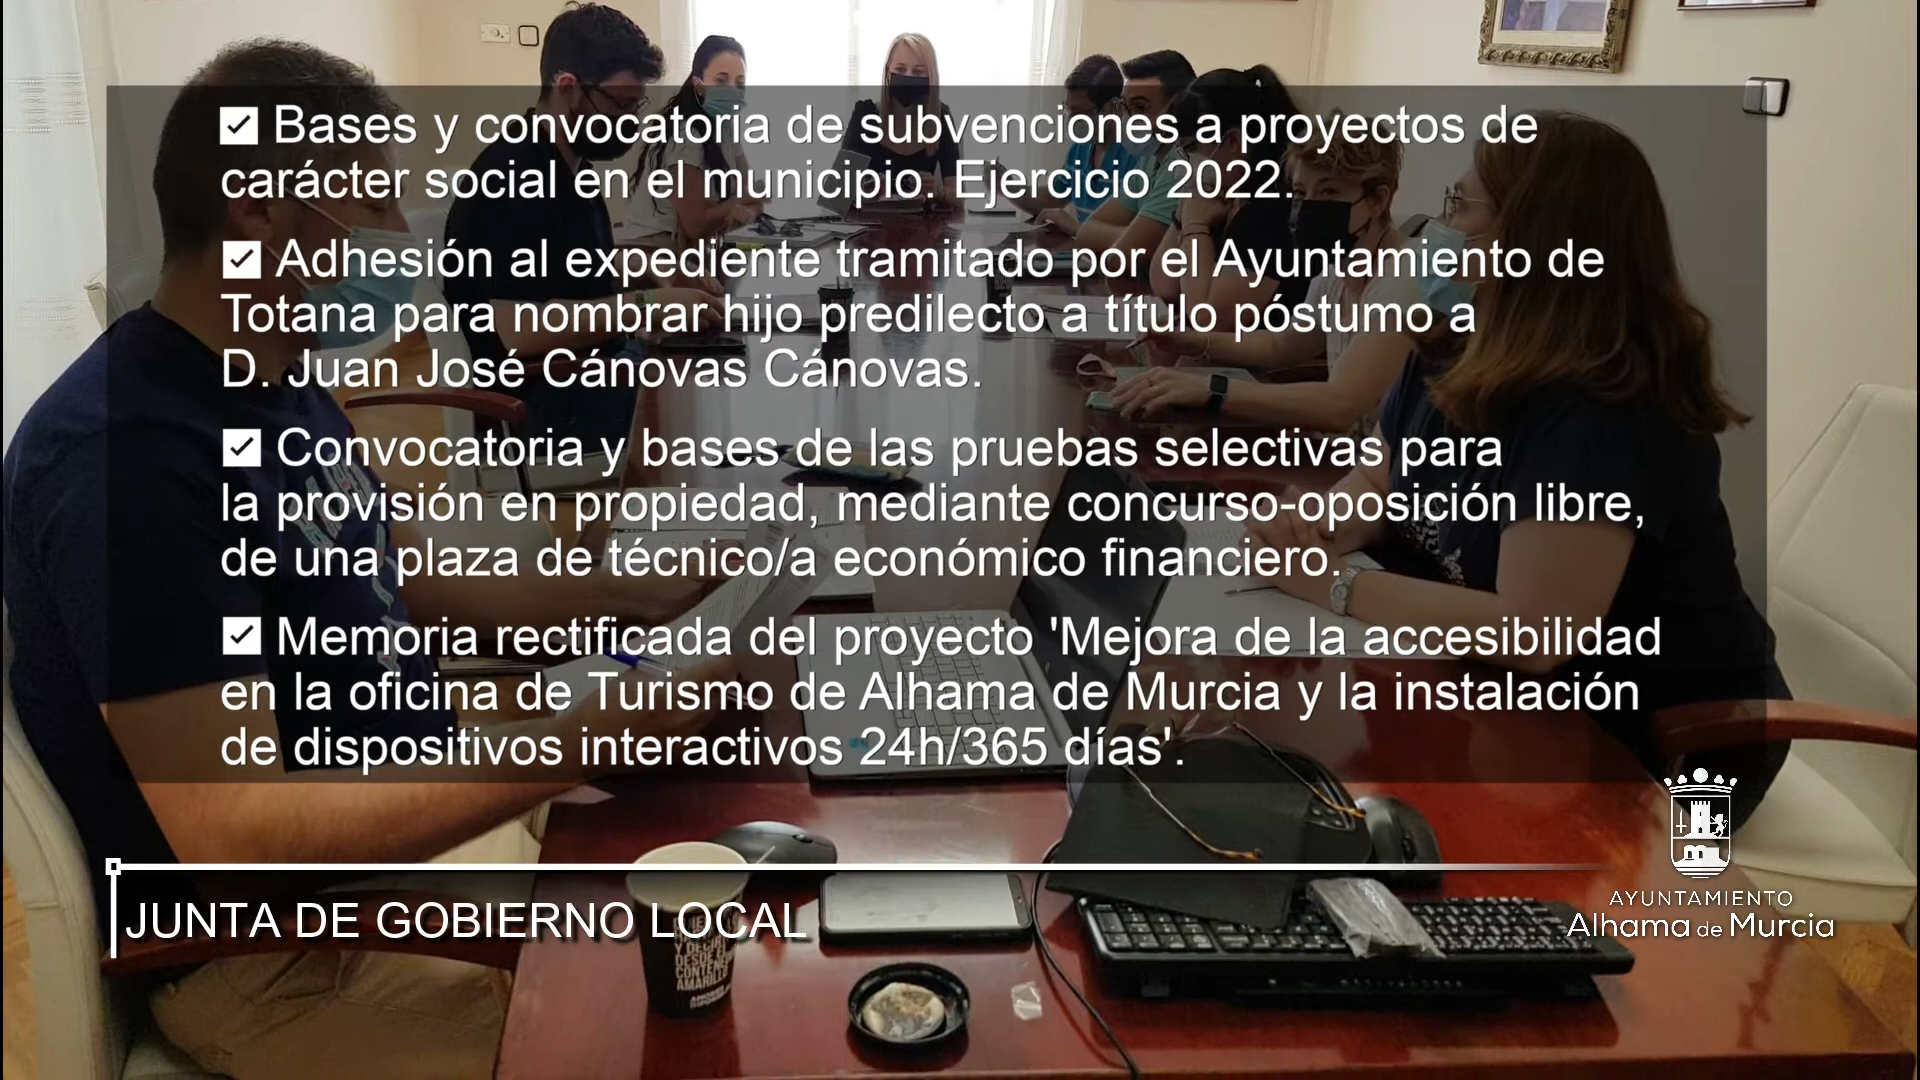 Bases y convocatoria de subvenciones a proyectos de
carácter social en el municipio. Ejercicio 2022.
Adhesión al expediente tramitado por el Ayuntamiento de
Totana para nombrar hijo predilecto a título póstumo a
D. Juan José Cánovas Cánovas.
Convocatoria y bases de las pruebas selectivas para
la provisión en propiedad, mediante concurso-oposición libre,
de una plaza de técnico/a económico financiero.
Memoria rectificada del proyecto 'Mejora de la accesibilidad
en la oficina de Turismo de Alhama de Murcia y la instalación
de dispositivos interactivos 24h/365 días'.
JUNTA DE GOBIERNO LOCAL
AYUNTAMIENTO
Alhama de Murcia
Y DECIR
DESDE
AMARILLO